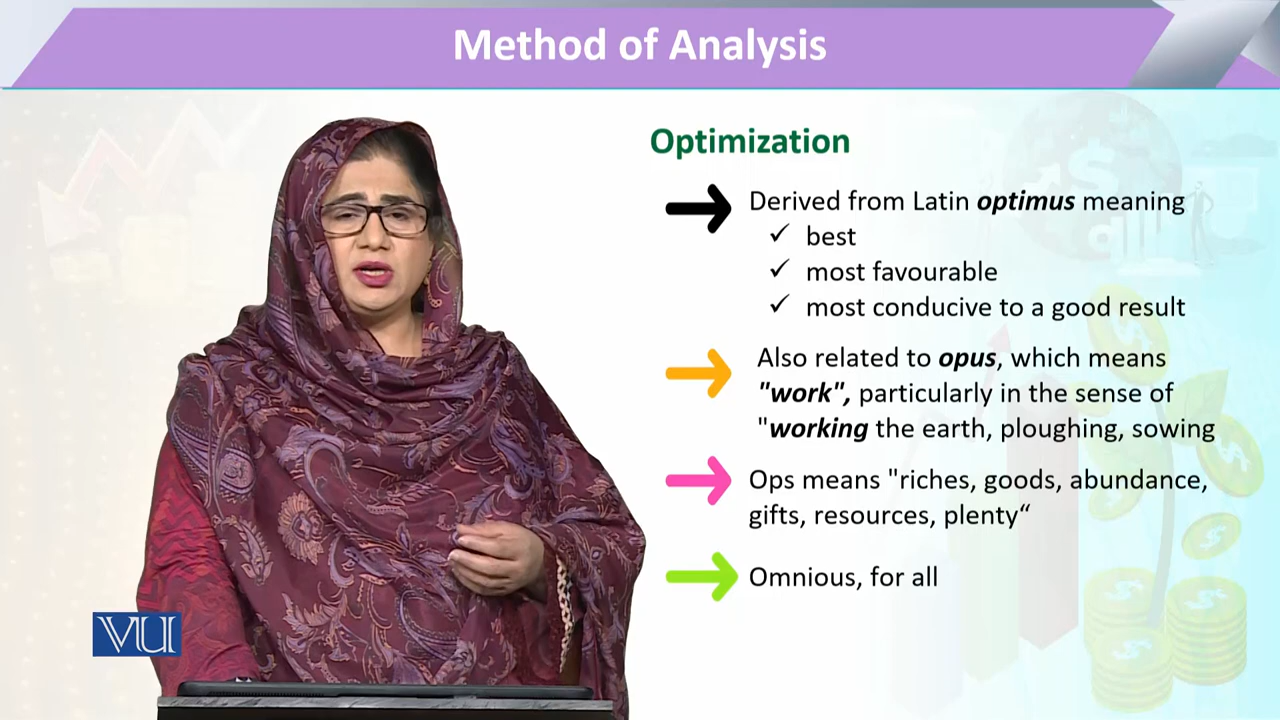 Method of Analysis
Optimization
Derived from Latin optimus meaning
✓ best
✓ most favourable
✓ most conducive to a good result
Also related to opus, which means
"work", particularly in the sense of
"working the earth, ploughing, sowing
Ops means "riches, goods, abundance,
gifts, resources, plenty“
Omnious, for all
VU